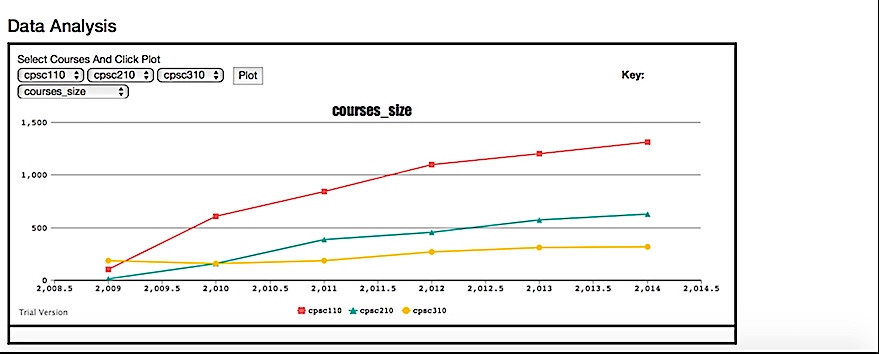 Data Analysis
Select Courses And Click Plot
cpsc110 cpsc210 cpsc310 Plot Key:
courses_size
courses_size
1,500
1,000
500
0
2,008.5 2,009 2,009.5 2,010 2,010.5 2,011 2,011.5 2,012 2,012.5 2,013 2,013.5 2,014 2,014.5
Trial Version cpsc110 cpsc210 cpsc310